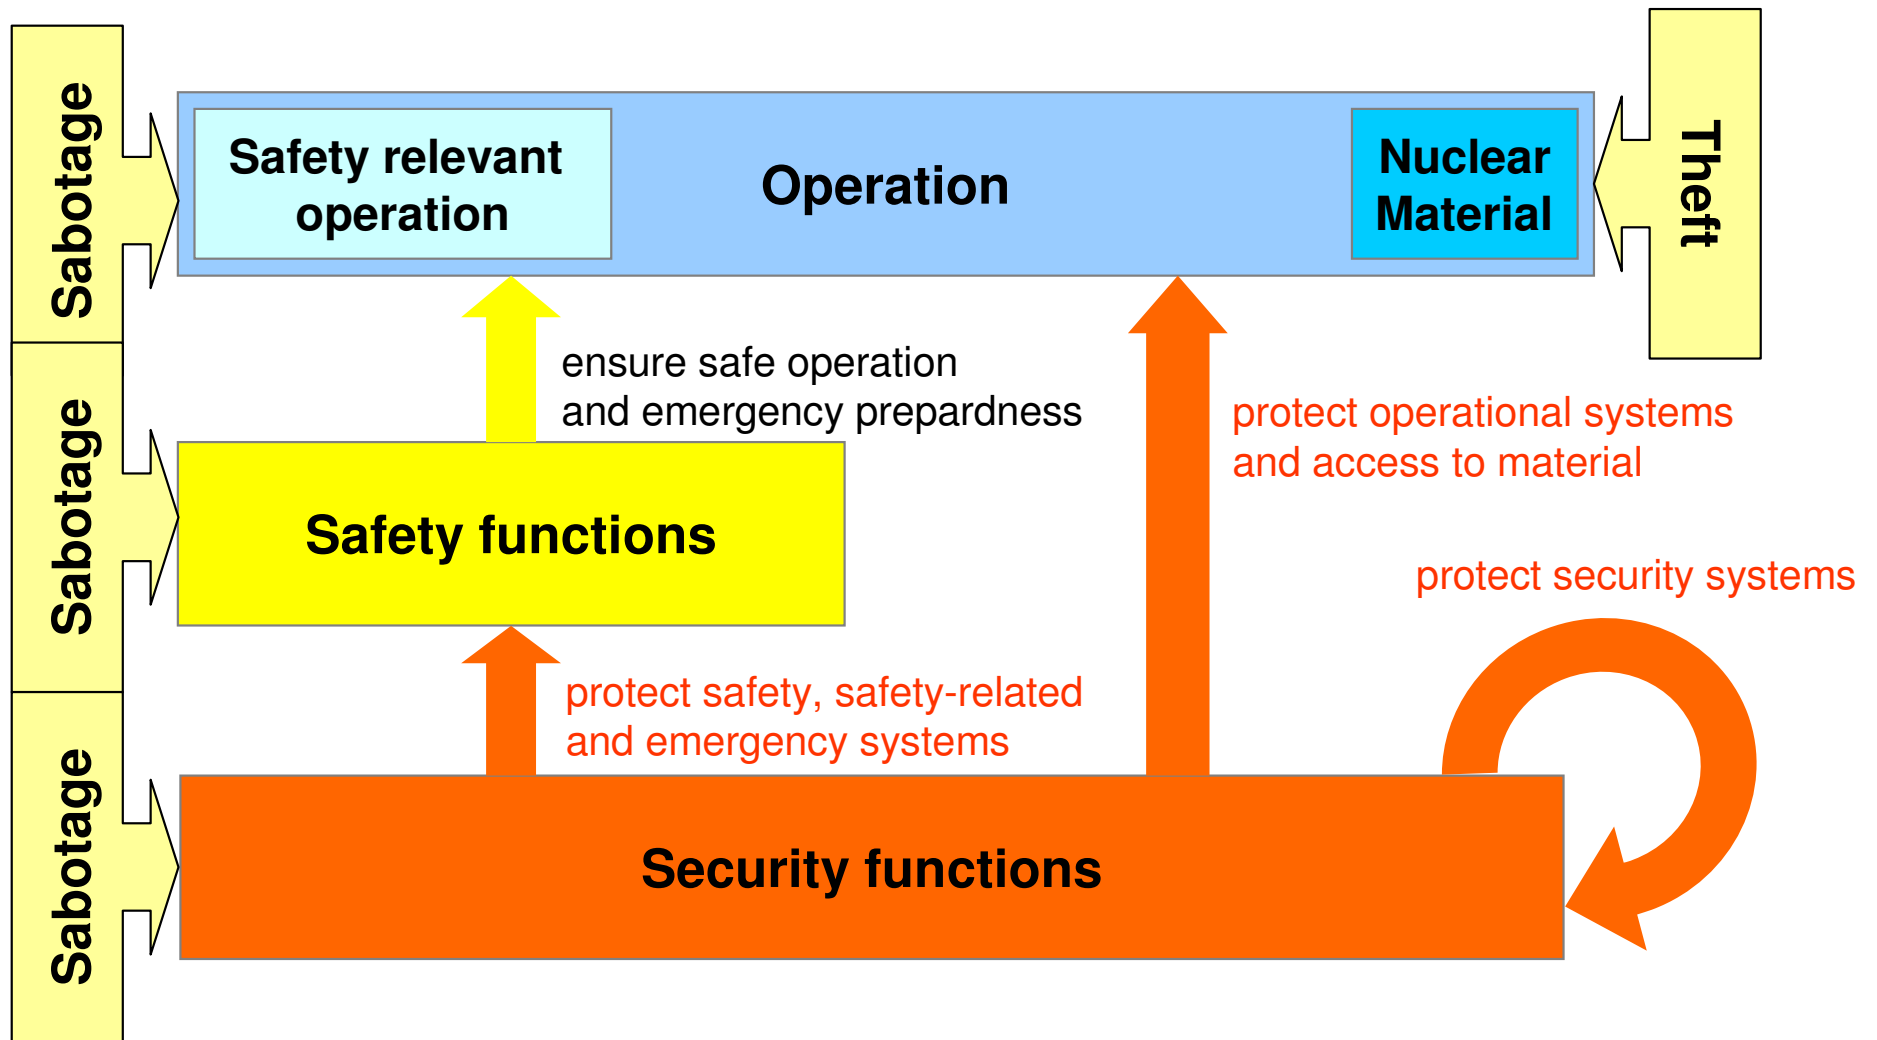 Sabotage
Safety relevant
operation
Operation
Nuclear
Material
Theft
ensure safe operation
and emergency prepardness
protect operational systems
and access to material
Sabotage
Safety functions
protect security systems
protect safety, safety-related
and emergency systems
Sabotage
Security functions